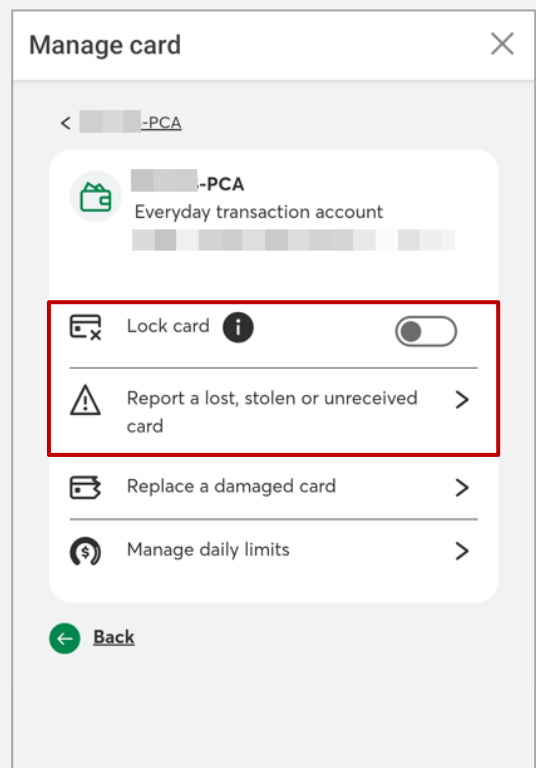 Manage card
-PCA
-PCA
Everyday transaction account
Lock card
Report a lost, stolen or unreceived
card
Replace a damaged card
Manage daily limits
Back